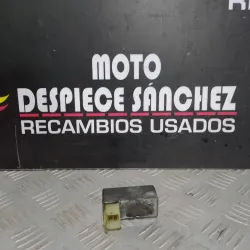 MOTO
DESPIECE SÁNCHEZ
RECAMBIOS USADOS